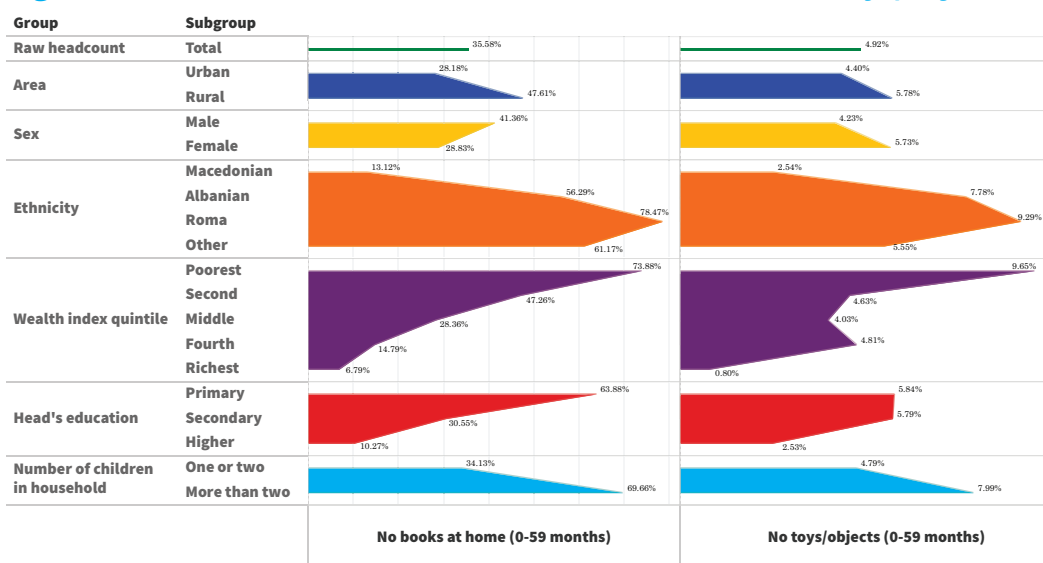 Group Subgroup
Raw headcount Total 35.58% 4.92%
Area
Urban 28.18% 4.40%
Rural 47.61% 5.78%
Sex
Male 41.36% 4.23%
Female 28.83% 5.73%
Ethnicity
Macedonian 13.12% 2.54%
Albanian 56.29% 7.78%
Roma 78.47% 9.29%
Other 61.17% 5.55%
Wealth index quintile
Poorest 73.88% 9.65%
Second 47.26% 4.63%
Middle 28.36% 4.03%
Fourth 14.79% 4.81%
Richest 6.79% 0.80%
Head's education
Primary 63.88% 5.84%
Secondary 30.55% 5.79%
Higher 10.27% 2.53%
Number of children
in household
One or two 34.13% 4.79%
More than two 69.66% 7.99%
No books at home (0-59 months) No toys/objects (0-59 months)